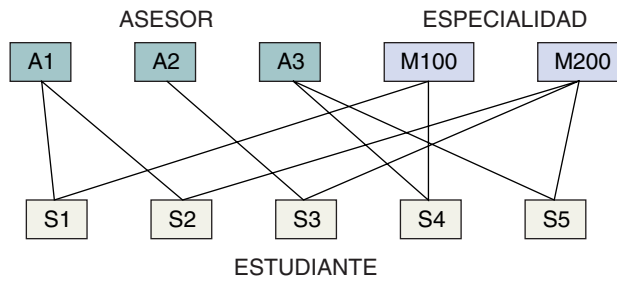 ASESOR ESPECIALIDAD
A1 A2 A3 M100 M200
S1 S2 S3 S4 S5
ESTUDIANTE